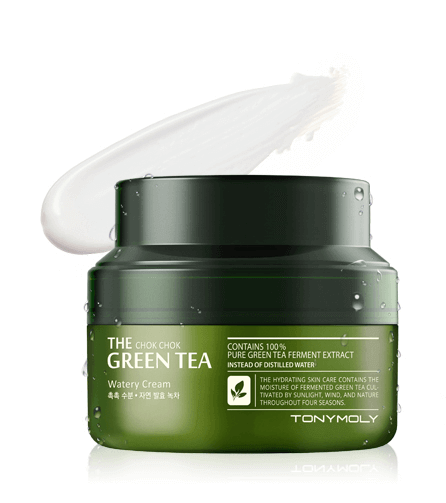 THE CHOK CHOK
GREEN TEA
Watery Cream
촉촉 수분 • 자연 발효 녹차
CONTAINS 100%
PURE GREEN TEA FERMENT EXTRACT
INSTEAD OF DISTILLED WATER
THE HYDRATING SKIN CARE CONTAINS THE
MOISTURE OF FERMENTED GREEN TEA CUL-
TIVATED BY SUNLIGHT, WIND, AND NATURE
THROUGHOUT FOUR SEASONS.
TONYMOLY